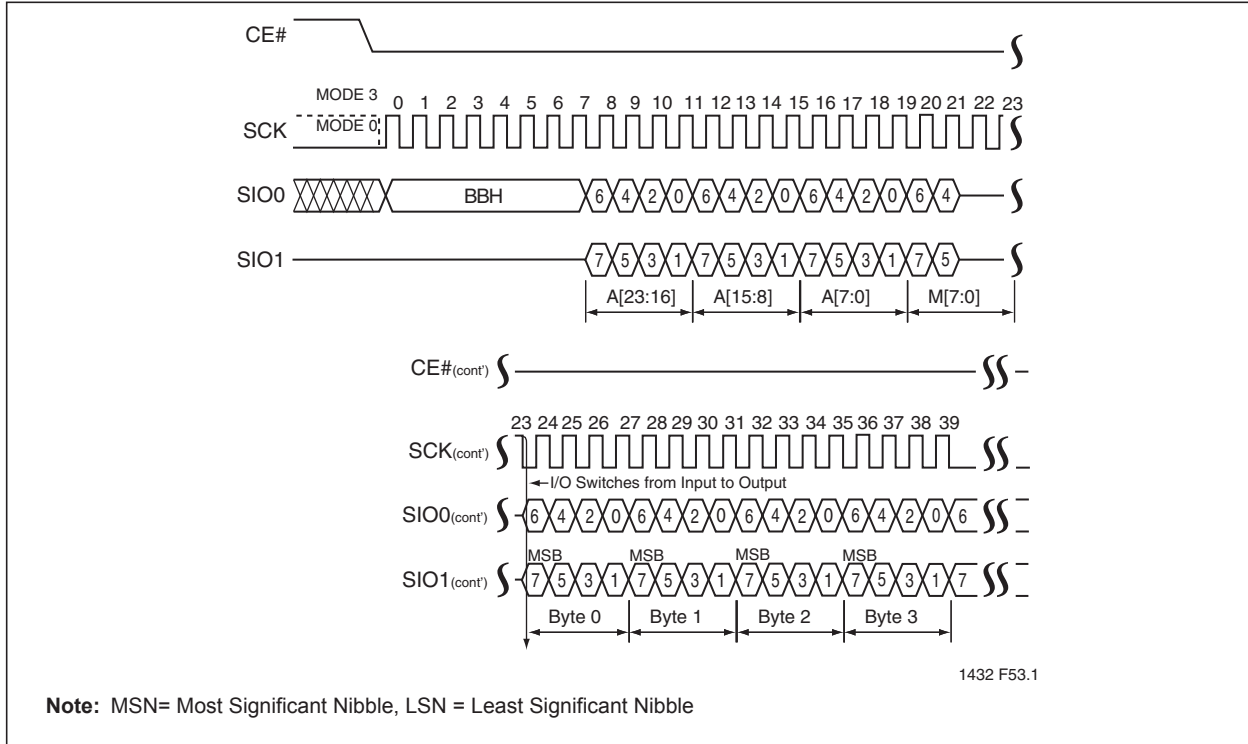 CE#
MODE 3
0 1 2 3 4 5 6 7 8 9 10 11 12 13 14 15 16 17 18 19 20 21 22 23
SCK
MODE 0
SIO0
BBH
6 4 2 0 6 4 2 0 6 4 2 0 6 4
SIO1
7 5 3 1 7 5 3 1 7 5 3 1 7 5
A[23:16] A[15:8] A[7:0] M[7:0]
CE#(cont')
23 24 25 26 27 28 29 30 31 32 33 34 35 36 37 38 39
SCK(cont')
I/O Switches from Input to Output
SIO0(cont')
6 4 2 0 6 4 2 0 6 4 2 0 6 4 2 0 6
MSB MSB MSB MSB
SIO1(cont')
7 5 3 1 7 5 3 1 7 5 3 1 7 5 3 1 7
Byte 0 Byte 1 Byte 2 Byte 3
1432 F53.1
Note: MSN= Most Significant Nibble, LSN = Least Significant Nibble